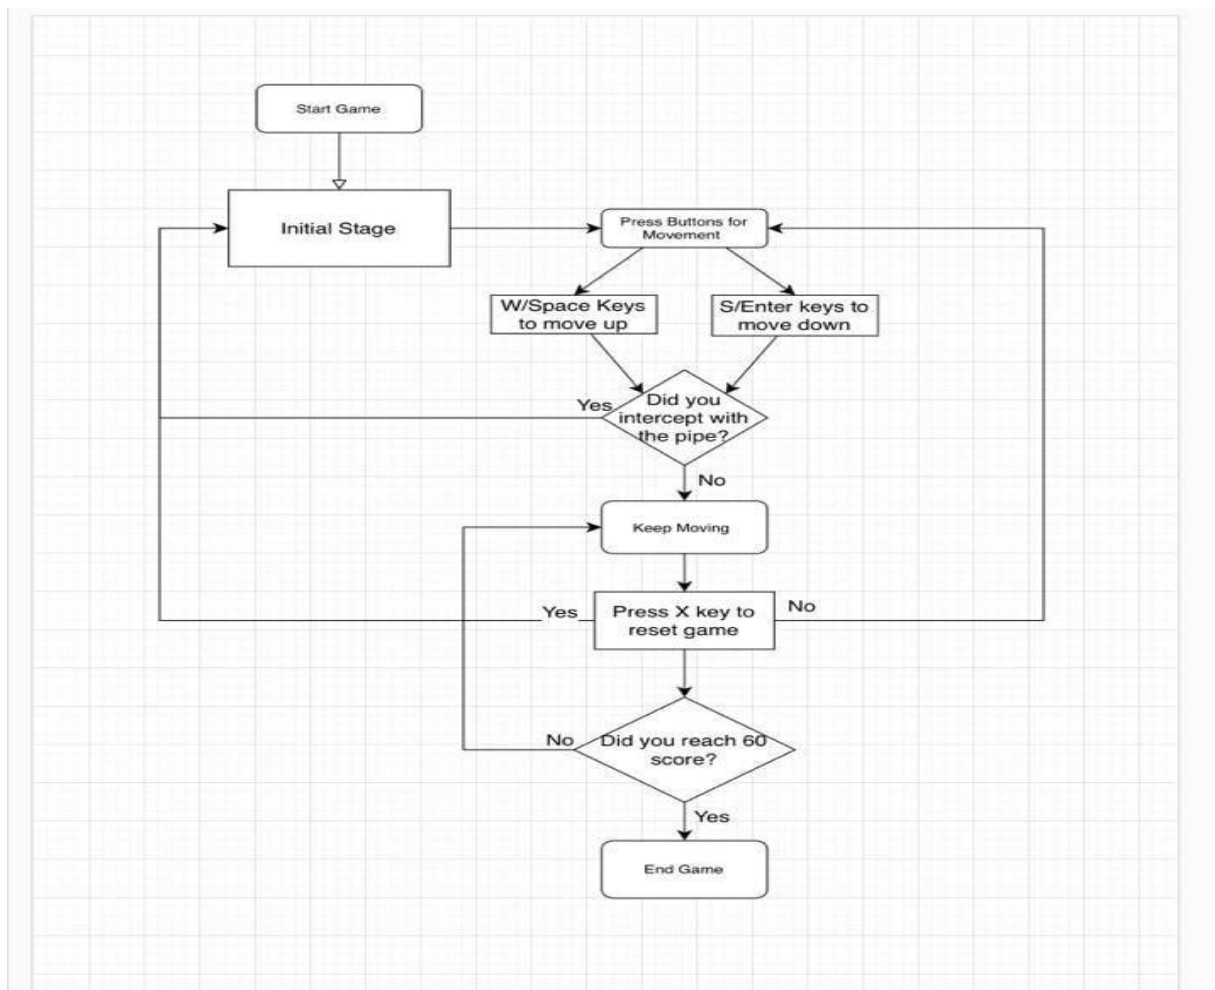 Start Game
Initial Stage
Press Buttons for
Movement
W/Space Keys
to move up
S/Enter keys to
move down
Yes
Did you
intercept with
the pipe?
No
Keep Moving
Yes
Press X key to
reset game
No
No
Did you reach 60
score?
Yes
End Game